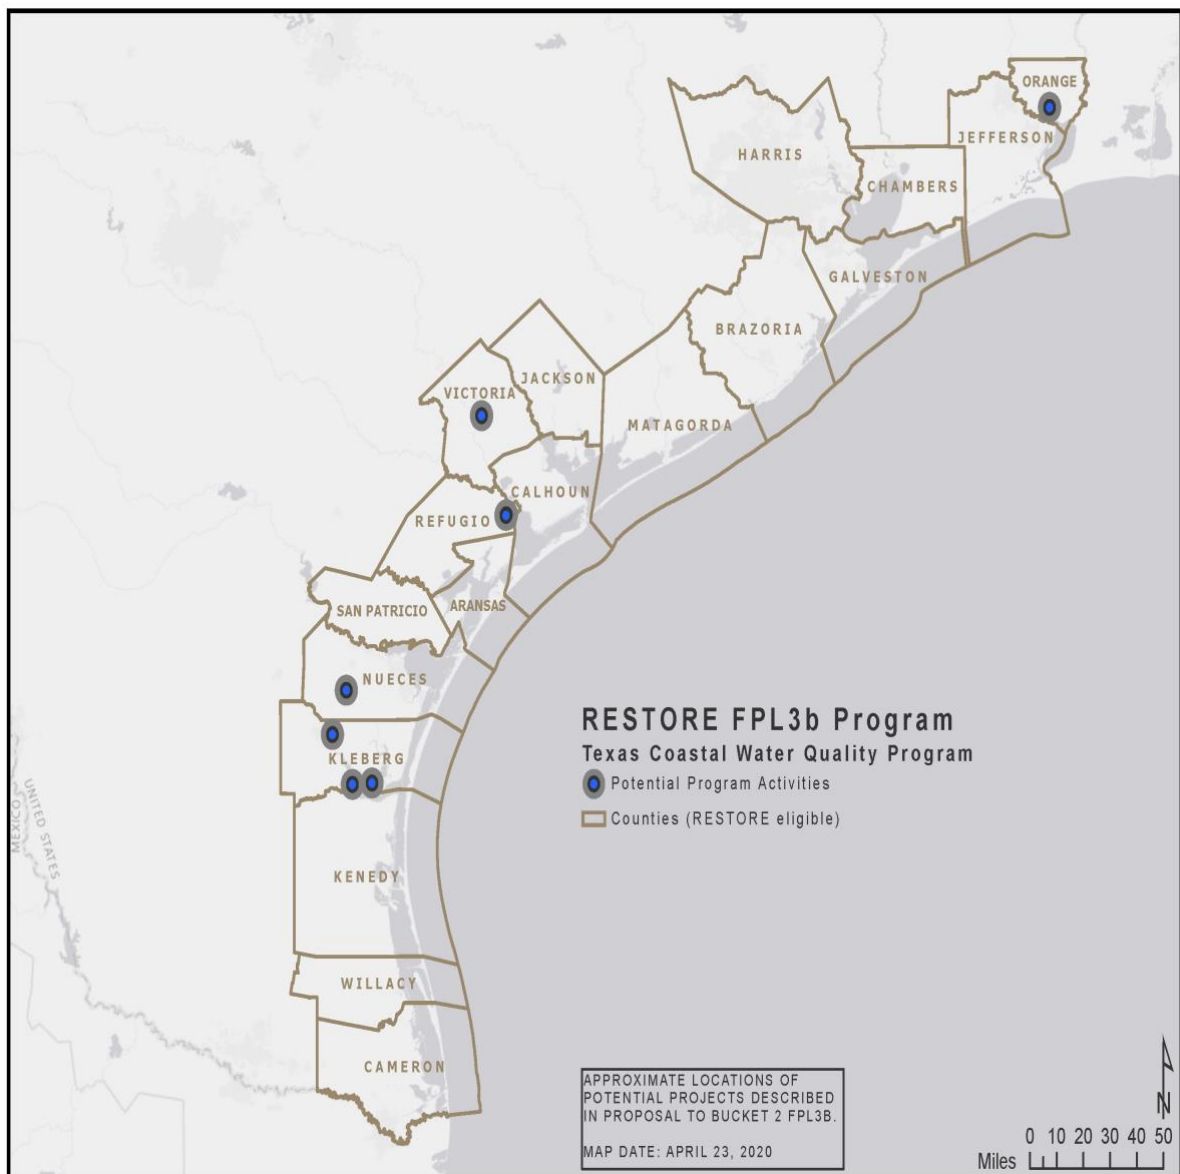 ORANGE
JEFFERSON
HARRIS
CHAMBERS
GALVESTON
BRAZORIA
JACKSON
VICTORIA
MATAGORDA
CALHOUN
REFUGIO
ARANSAS
SAN PATRICIO
NUECES
KLEBERG
KENEDY
WILLACY
CAMERON
MEXICO
UNITED STATES
RESTORE FPL3b Program
Texas Coastal Water Quality Program
Potential Program Activities
Counties (RESTORE eligible)
APPROXIMATE LOCATIONS OF
POTENTIAL PROJECTS DESCRIBED
IN PROPOSAL TO BUCKET 2 FPL3B.
MAP DATE: APRIL 23, 2020
N
0 10 20 30 40 50
Miles